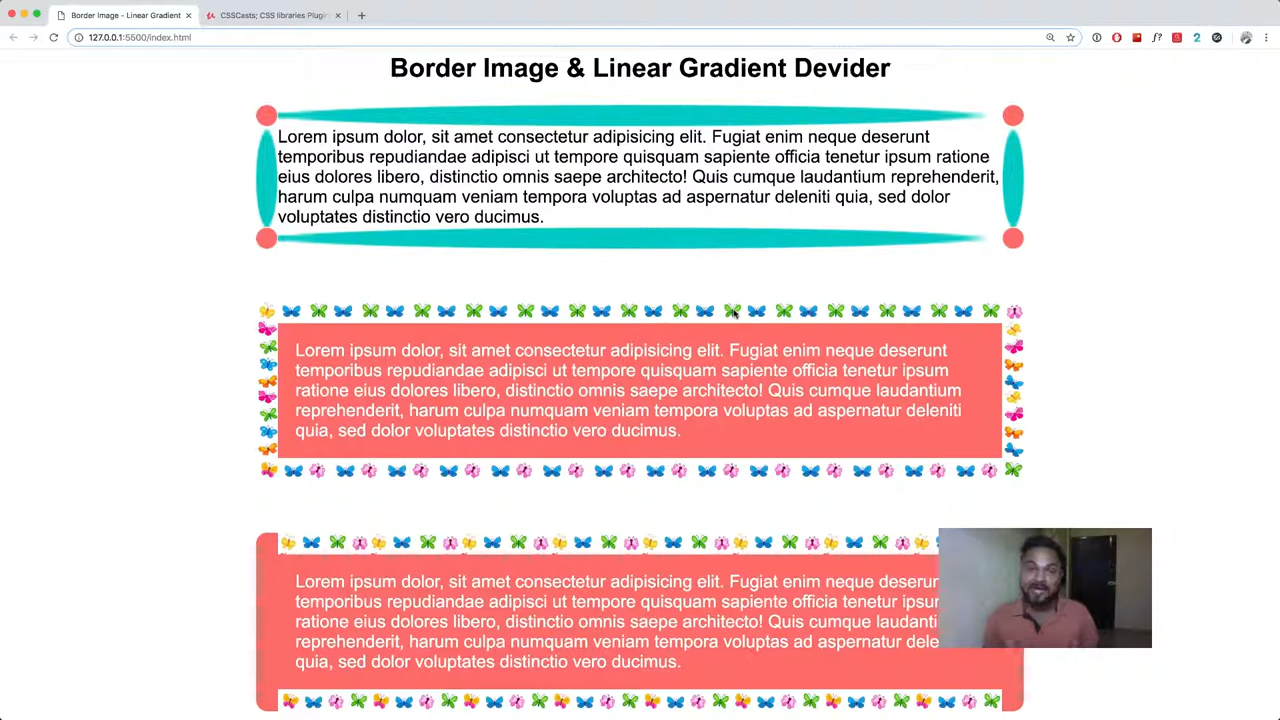 Border Image - Linear Gradient
CSSCasts; CSS libraries Plugin
127.0.0.1:5500/index.html
Border Image & Linear Gradient Devider
Lorem ipsum dolor, sit amet consectetur adipisicing elit. Fugiat enim neque deserunt
temporibus repudiandae adipisci ut tempore quisquam sapiente officia tenetur ipsum ratione
eius dolores libero, distinctio omnis saepe architecto! Quis cumque laudantium reprehenderit,
harum culpa numquam veniam tempora voluptas ad aspernatur deleniti quia, sed dolor
voluptates distinctio vero ducimus.
Lorem ipsum dolor, sit amet consectetur adipisicing elit. Fugiat enim neque deserunt
temporibus repudiandae adipisci ut tempore quisquam sapiente officia tenetur ipsum
ratione eius dolores libero, distinctio omnis saepe architecto! Quis cumque laudantium
reprehenderit, harum culpa numquam veniam tempora voluptas ad aspernatur deleniti
quia, sed dolor voluptates distinctio vero ducimus.
Lorem ipsum dolor, sit amet consectetur adipisicing elit. Fugiat enim neque deserun
temporibus repudiandae adipisci ut tempore quisquam sapiente officia tenetur ipsu
ratione eius dolores libero, distinctio omnis saepe architecto! Quis cumque laudanti
reprehenderit, harum culpa numquam veniam tempora voluptas ad aspernatur dele
quia, sed dolor voluptates distinctio vero ducimus.